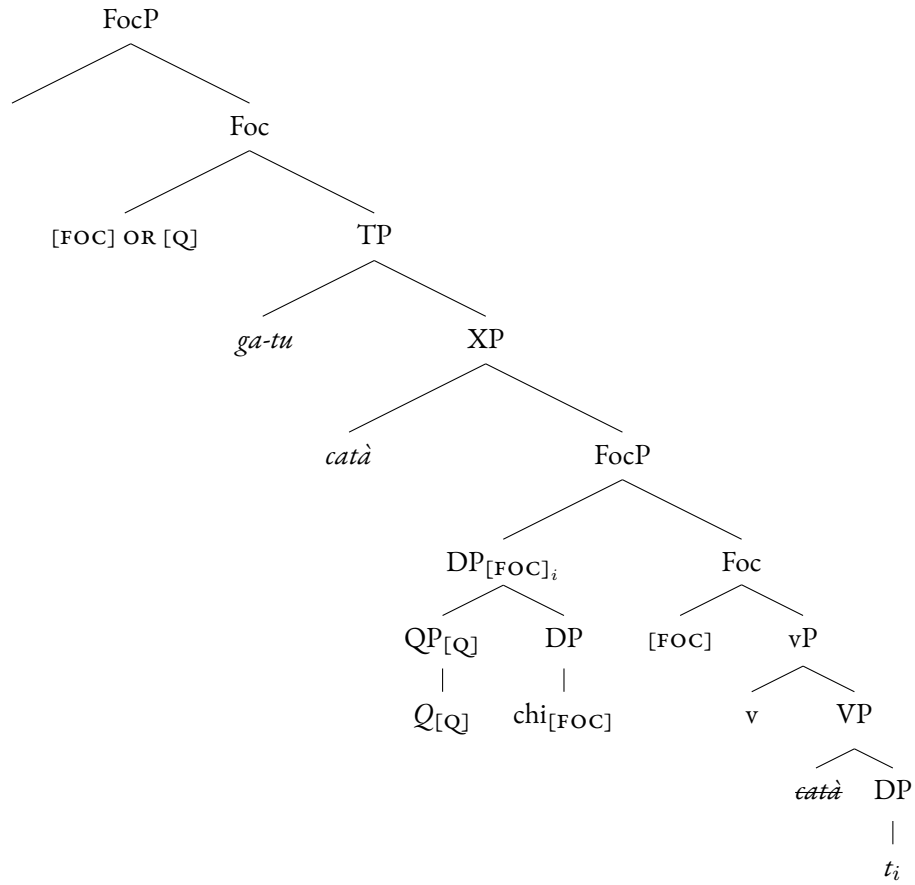 FocP
Foc
[FOC] OR [Q] TP
ga-tu XP
catà FocP
DP[FOC]i Foc
QP[Q] DP [FOC] vP
Q[Q] chi[FOC] v VP
catà DP
ti